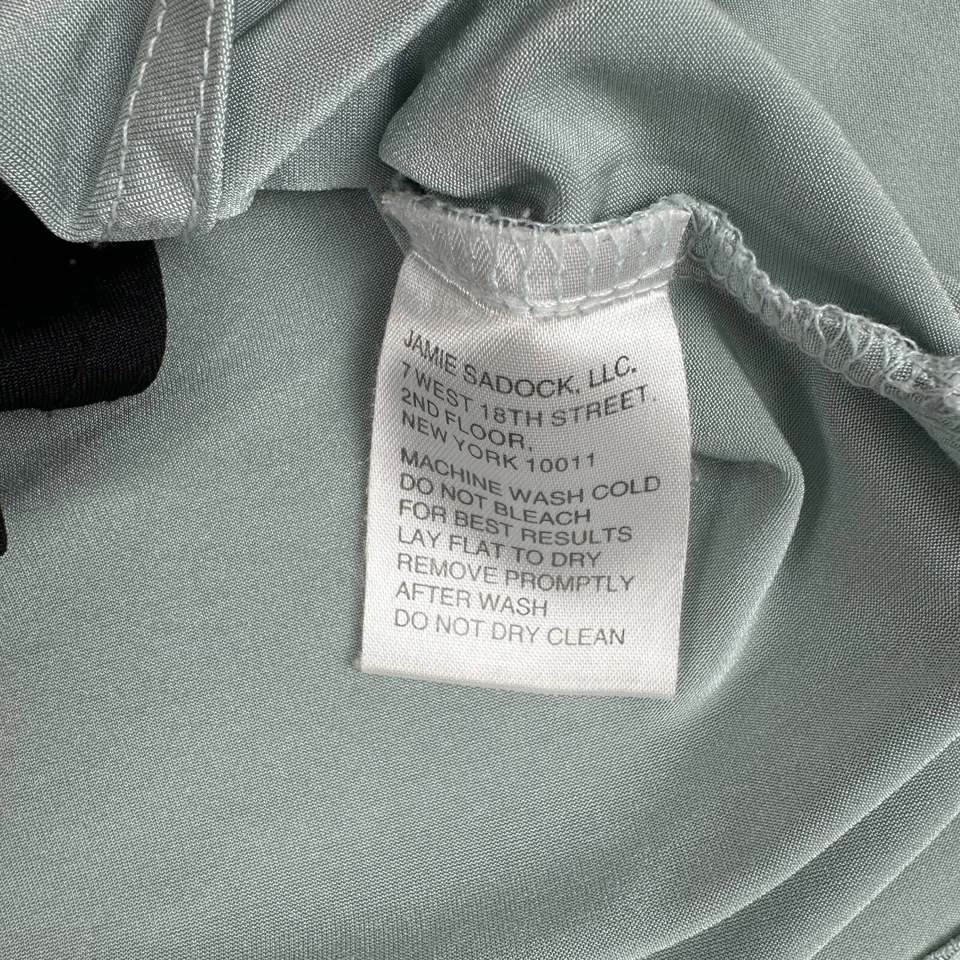 JAMIE SADOCK, LLC.
7 WEST 18TH STREET,
2ND FLOOR,
NEW YORK 10011
MACHINE WASH COLD
DO NOT BLEACH
FOR BEST RESULTS
LAY FLAT TO DRY
REMOVE PROMPTLY
AFTER WASH
DO NOT DRY CLEAN